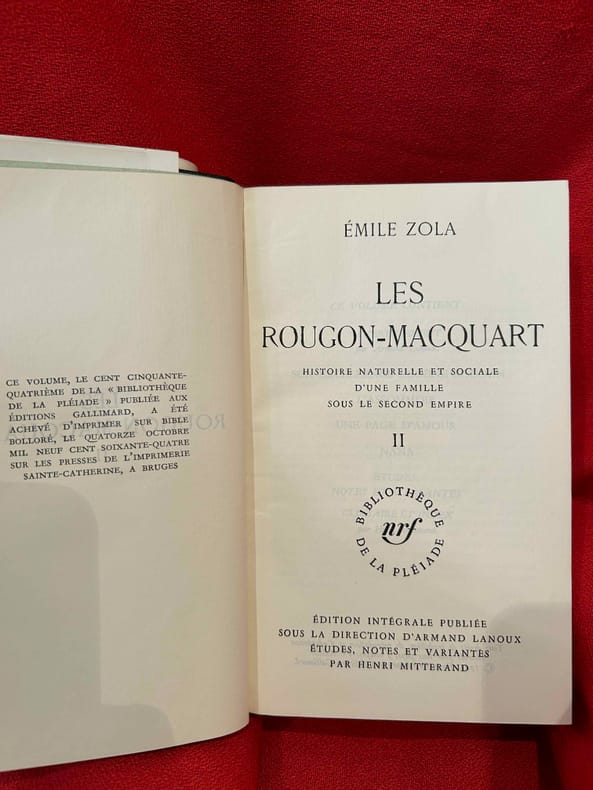 CE VOLUME, LE CENT CINQUANTE-
QUATRIÈME DE LA « BIBLIOTHÈQUE
DE LA PLÉIADE » PUBLIÉE AUX
ÉDITIONS GALLIMARD, A ÉTÉ
ACHEVÉ D'IMPRIMER SUR BIBLE
BOLLORÉ, LE QUATORZE OCTOBRE
MIL NEUF CENT SOIXANTE-QUATRE
SUR LES PRESSES DE L'IMPRIMERIE
SAINTE-CATHERINE, A BRUGES
ÉMILE ZOLA
LES
ROUGON-MACQUART
HISTOIRE NATURELLE ET SOCIALE
D'UNE FAMILLE
SOUS LE SECOND EMPIRE
II
BIBLIOTHÈQUE
nrf
DE LA PLÉIADE
ÉDITION INTÉGRALE PUBLIÉE
SOUS LA DIRECTION D'ARMAND LANOUX
ÉTUDES, NOTES ET VARIANTES
PAR HENRI MITTERAND